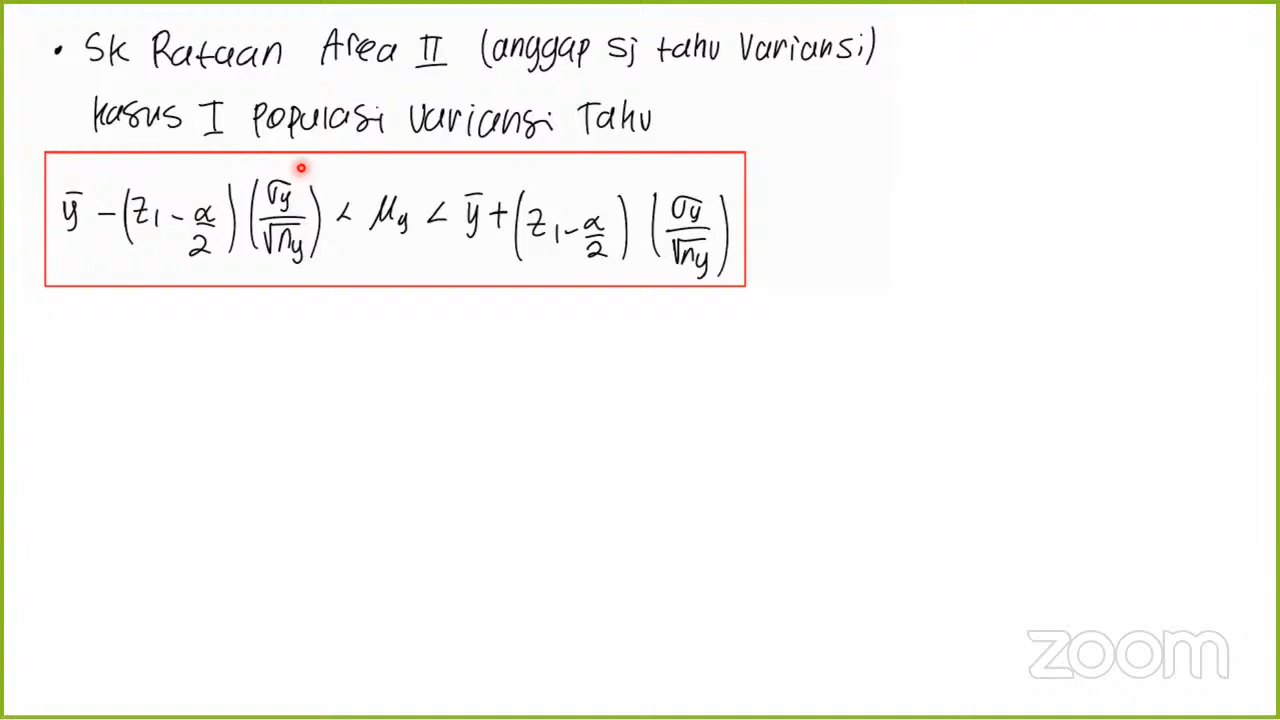 • Sk Rataan Area II (anggap sj tahu Variansi)
Kasus I Populasi Variansi Tahu
ȳ - (z₁ - α/2) (σy/√ny) < μy < ȳ + (z₁ - α/2) (σy/√ny)
zoom